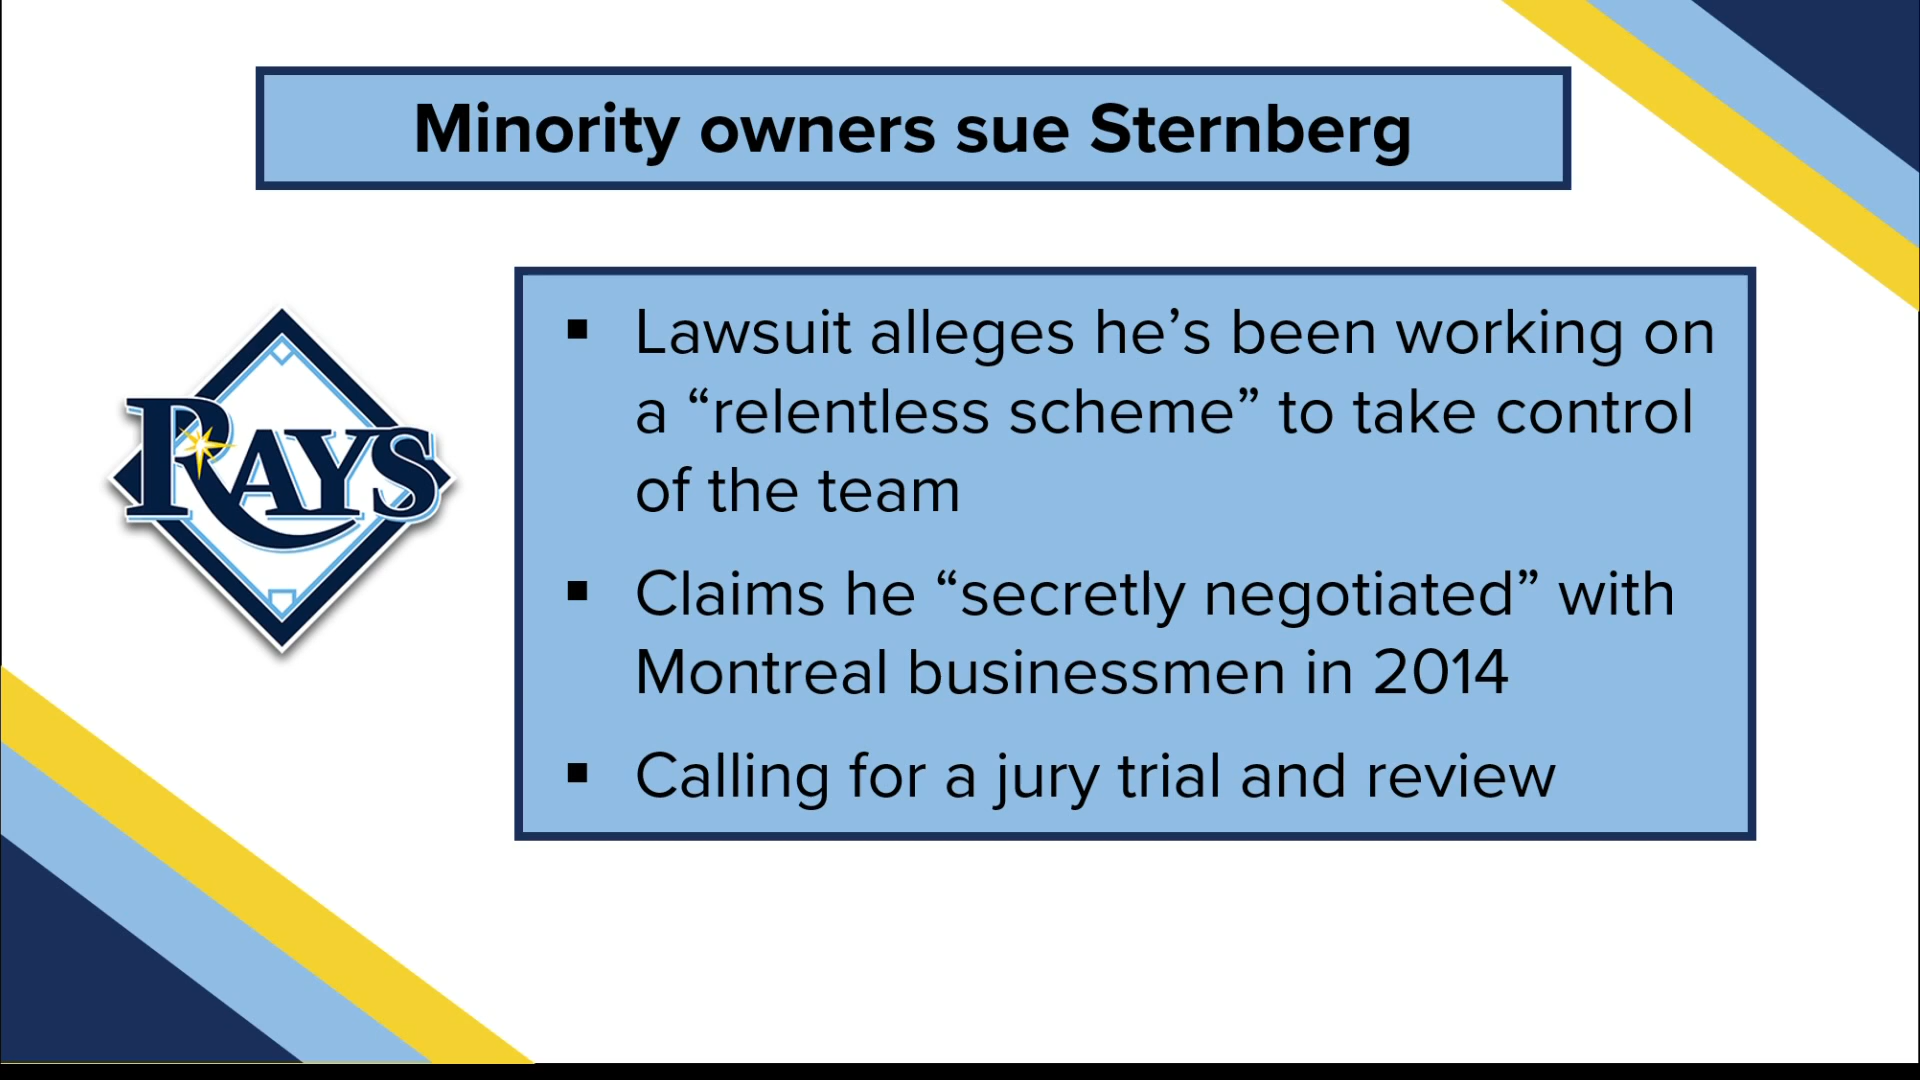 Minority owners sue Sternberg
RAYS
▪ Lawsuit alleges he’s been working on
a “relentless scheme” to take control
of the team
▪ Claims he “secretly negotiated” with
Montreal businessmen in 2014
▪ Calling for a jury trial and review